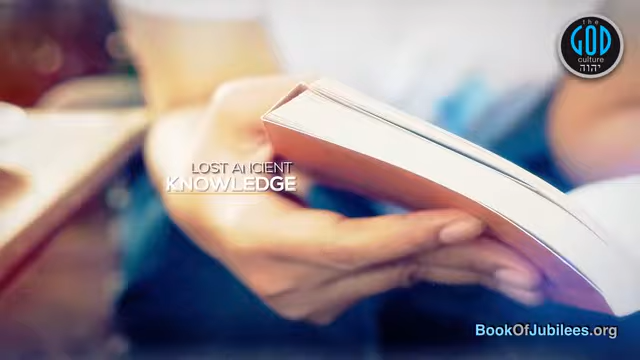 the
GOD
culture
יהוה
LOST ANCIENT
KNOWLEDGE
BookOfJubilees.org